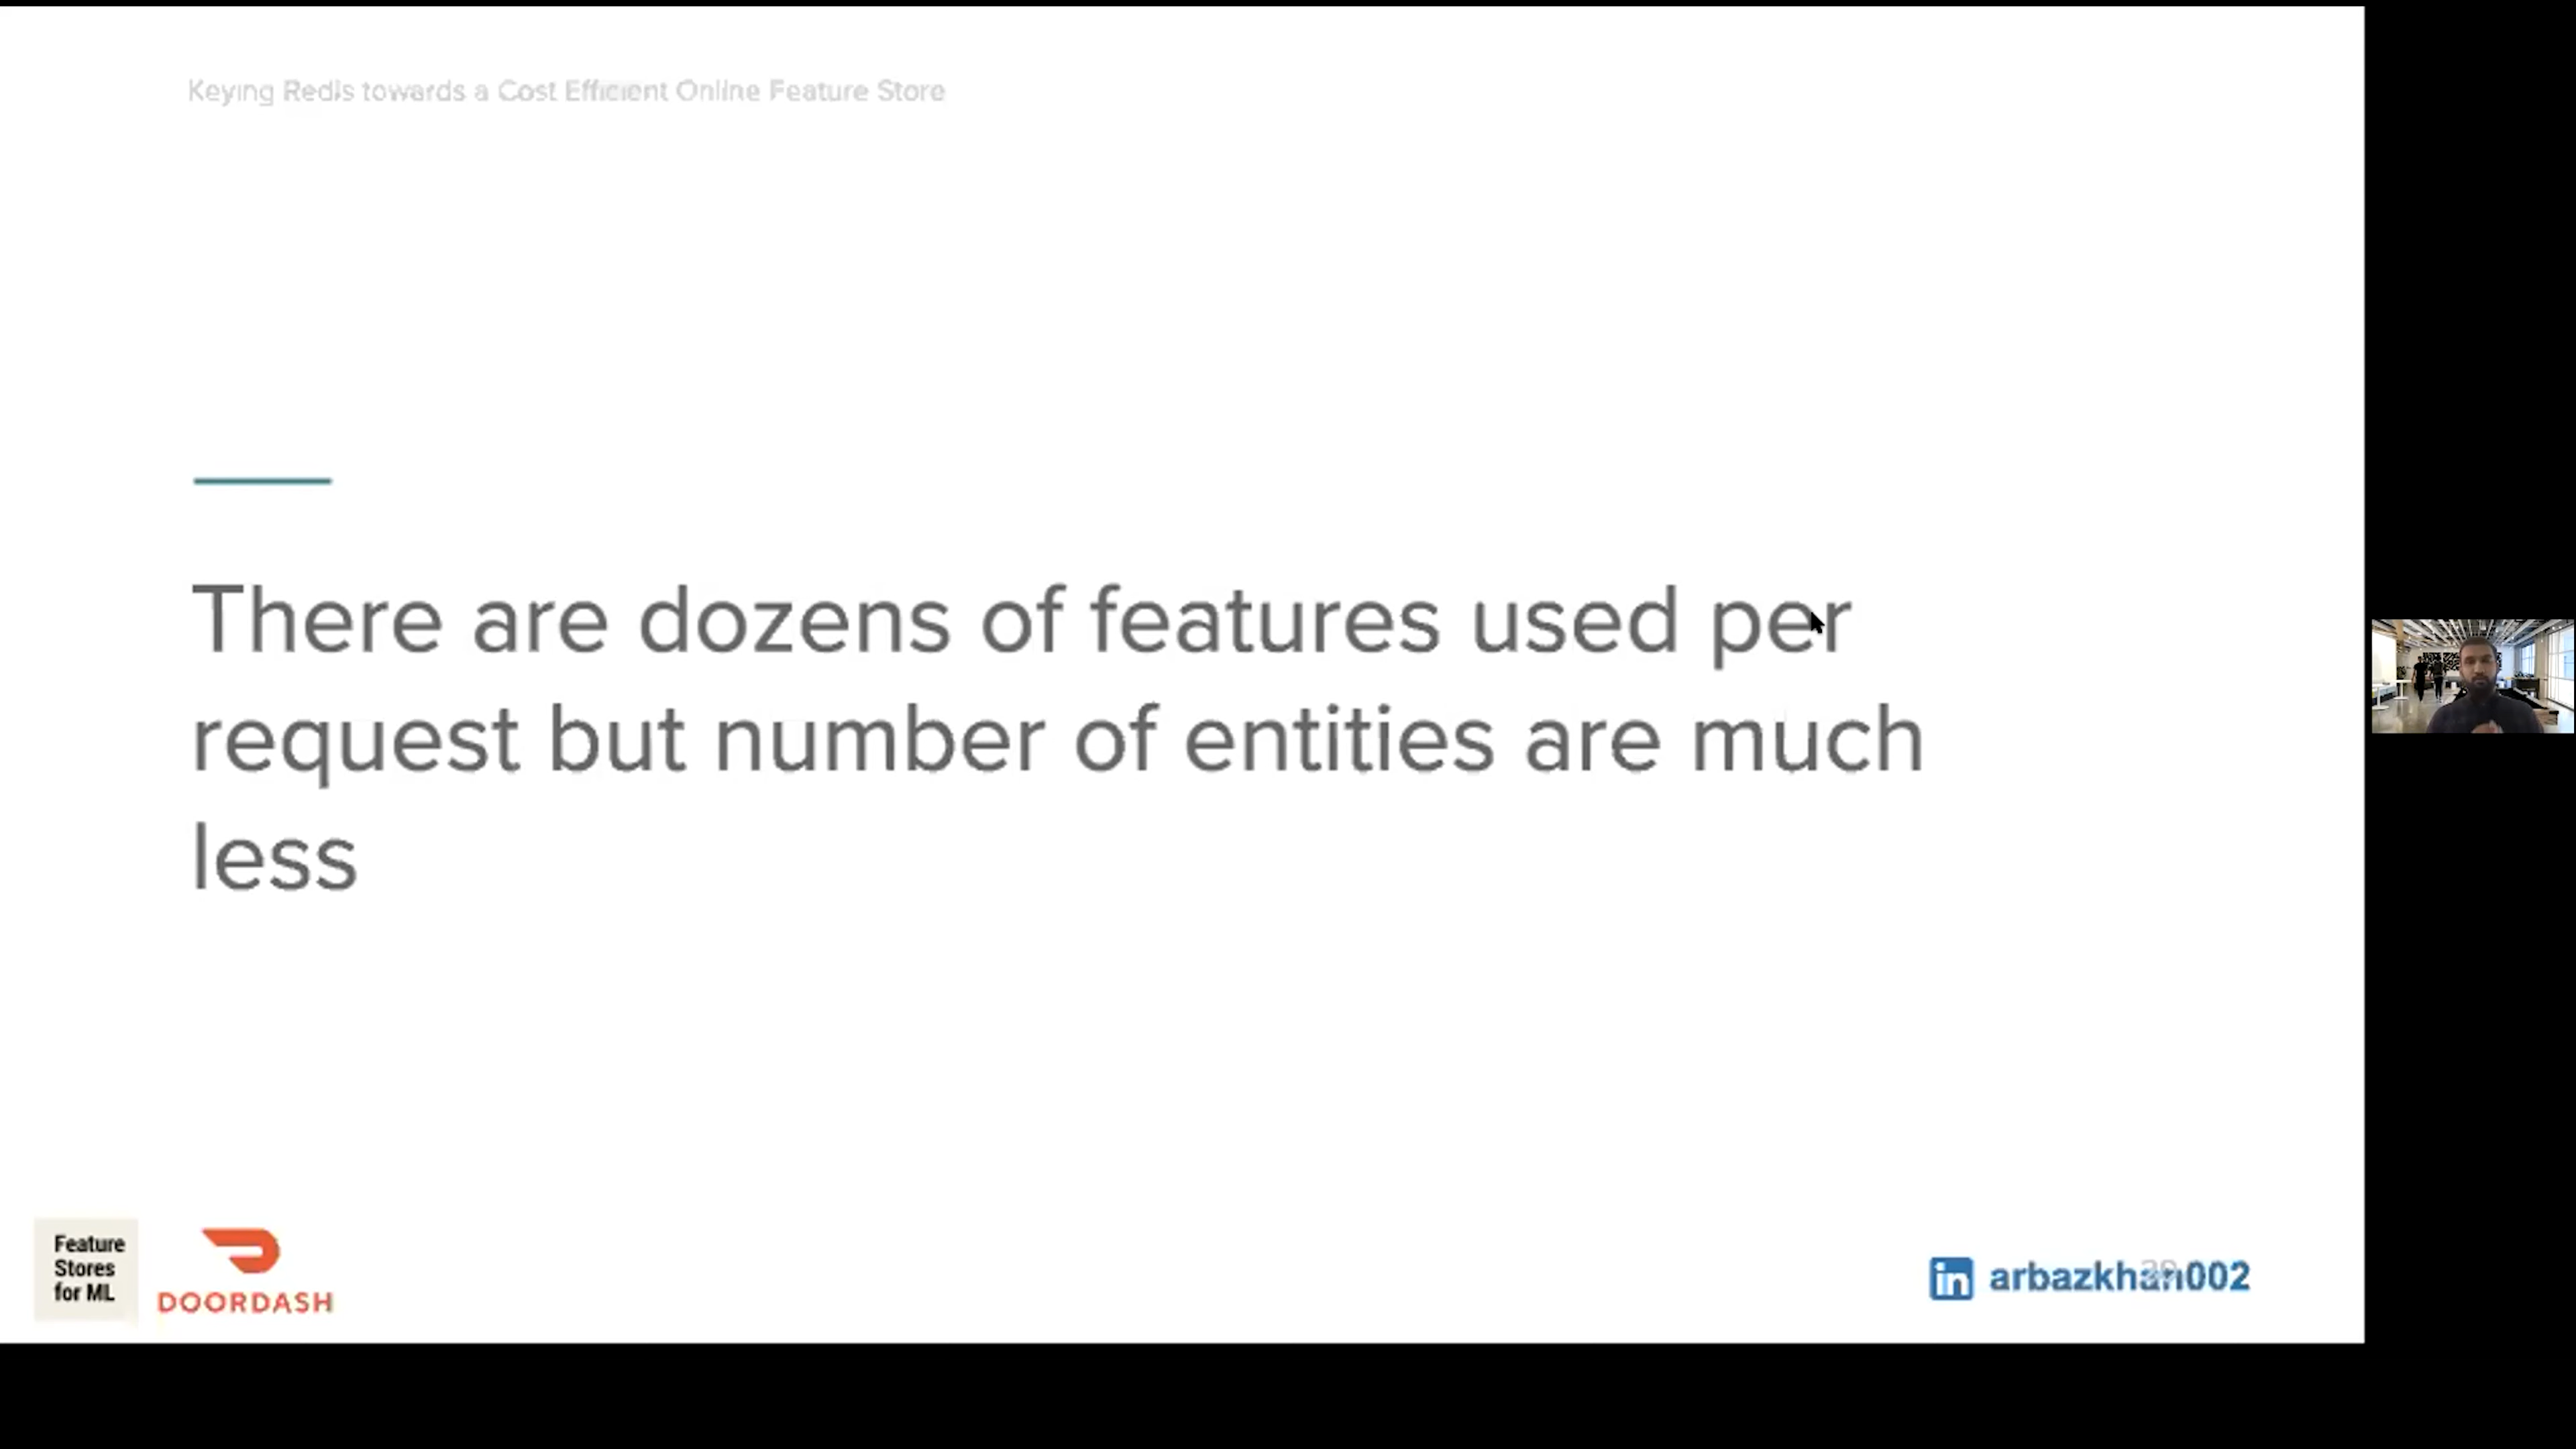 Keying Redis towards a Cost Efficient Online Feature Store
There are dozens of features used per
request but number of entities are much
less
Feature
Stores
for ML
DOORDASH
in arbazkhan002